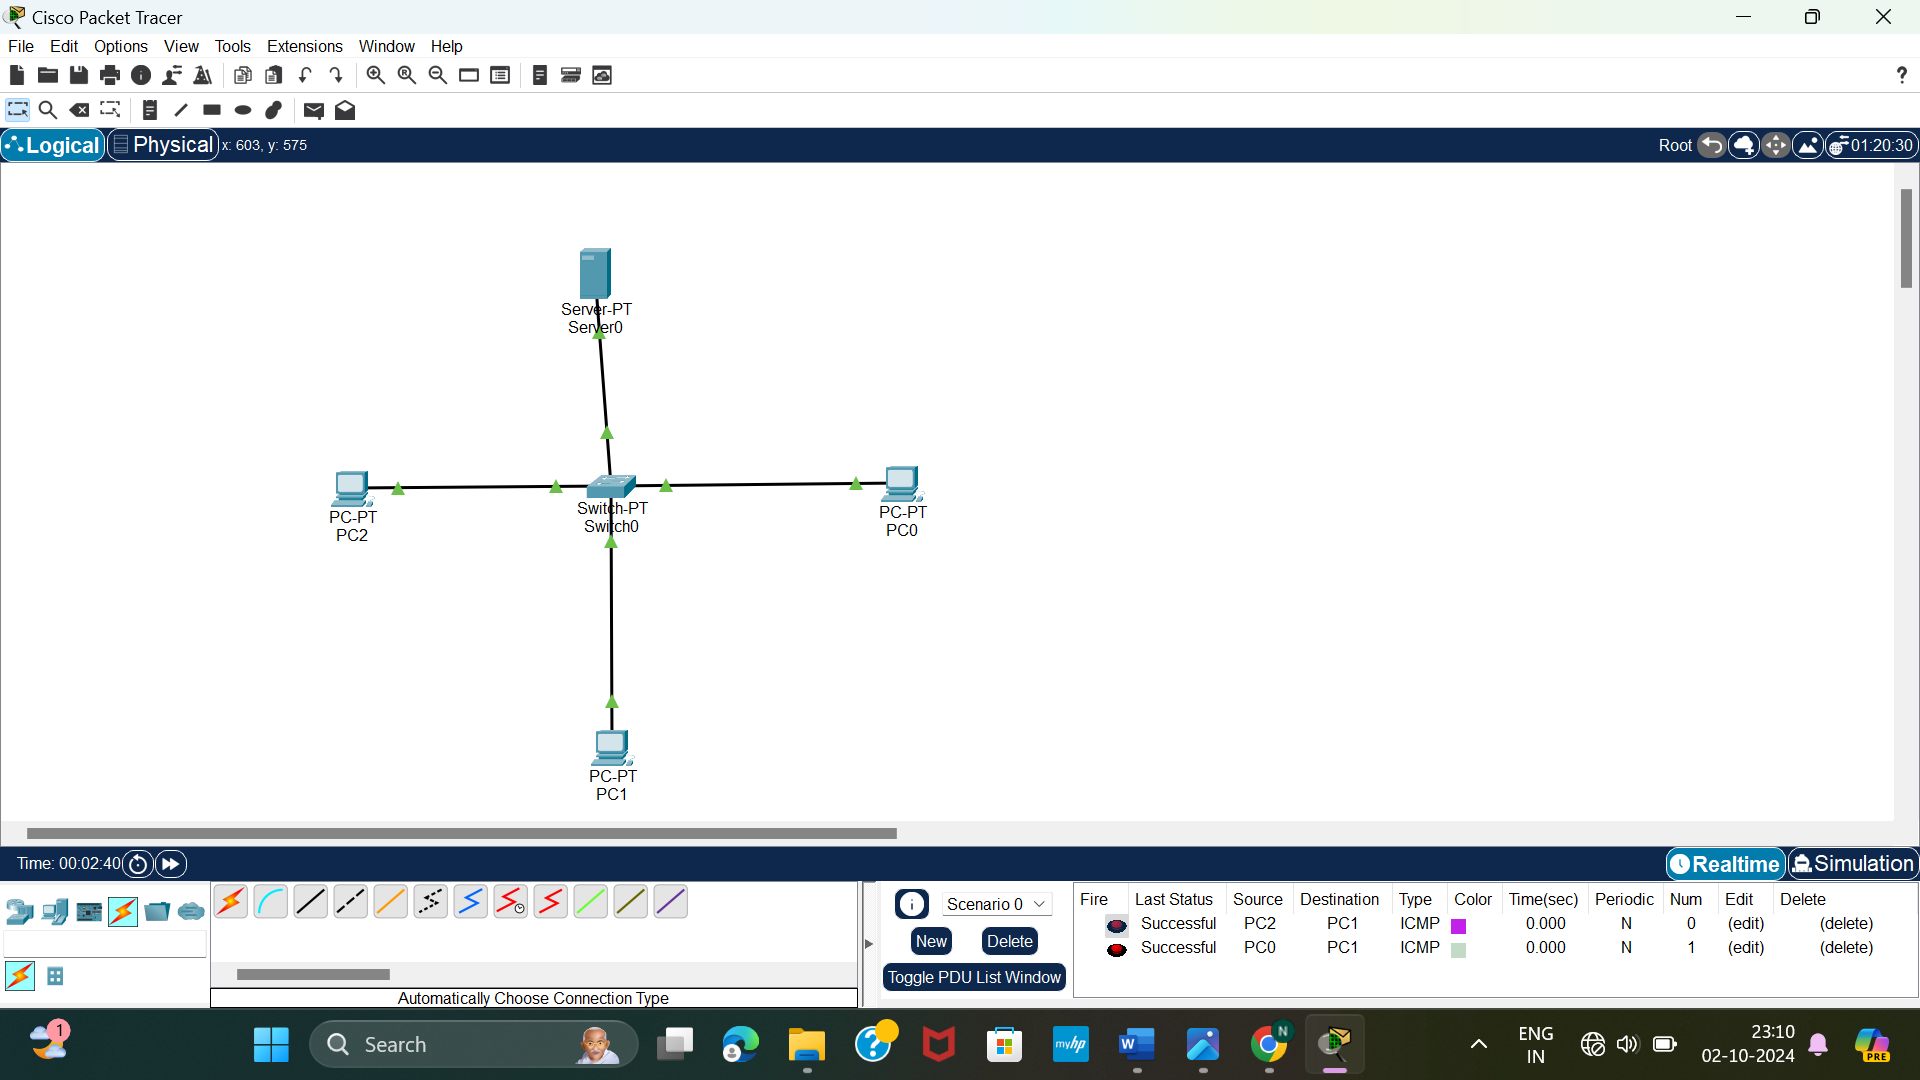 Cisco Packet Tracer
File Edit Options View Tools Extensions Window Help
?
Logical Physical x: 603, y: 575 Root 01:20:30
Server-PT
Server0
PC-PT
PC2
Switch-PT
Switch0
PC-PT
PC0
PC-PT
PC1
Time: 00:02:40 Realtime Simulation
Scenario 0
New Delete
Toggle PDU List Window
Automatically Choose Connection Type
Fire Last Status Source Destination Type Color Time(sec) Periodic Num Edit Delete
Successful PC2 PC1 ICMP 0.000 N 0 (edit) (delete)
Successful PC0 PC1 ICMP 0.000 N 1 (edit) (delete)
1
Search
myhp
W
N
PRE
ENG
IN
23:10
02-10-2024